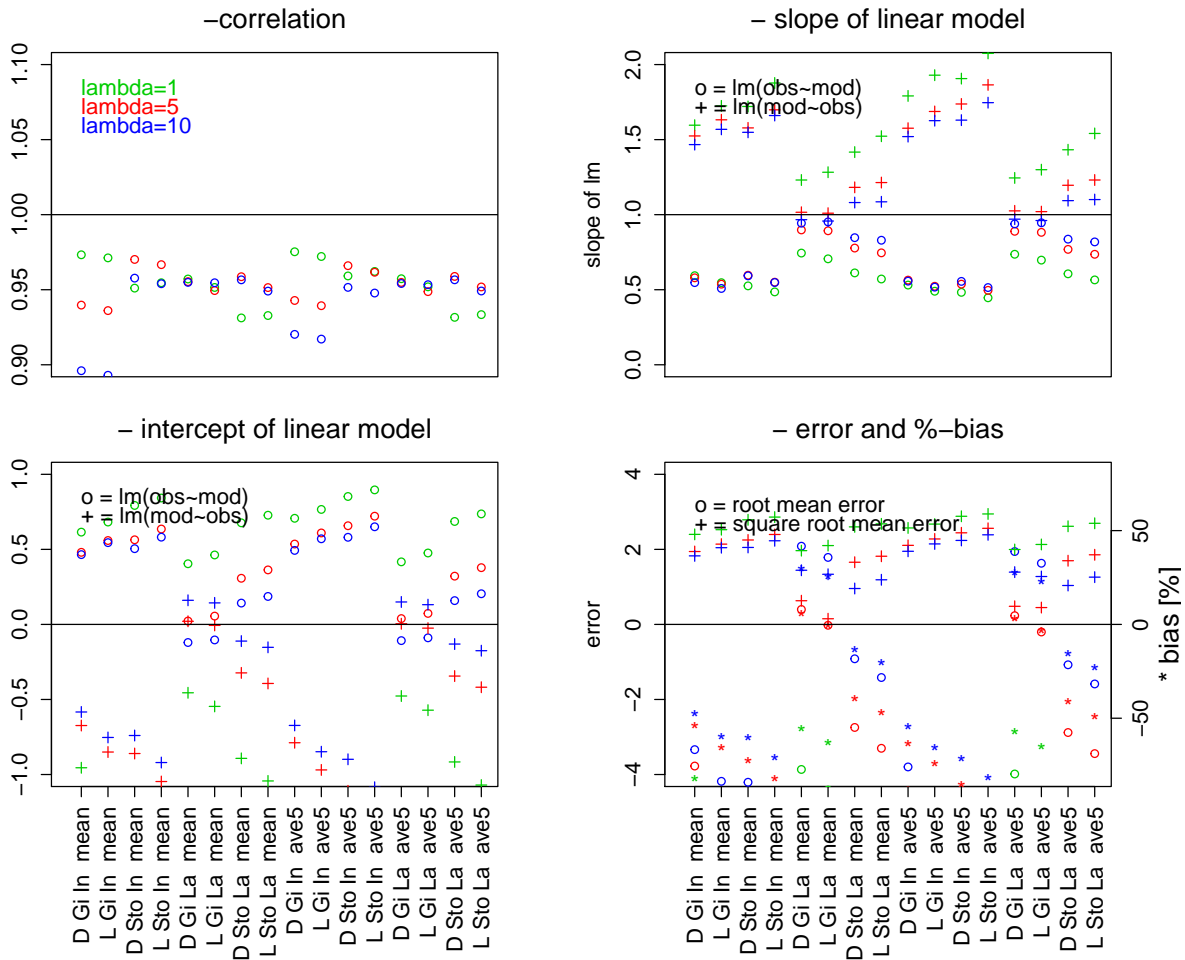 −correlation
1.10
1.05
1.00
0.95
0.90
lambda=1
lambda=5
lambda=10
− slope of linear model
slope of lm
2.0
1.5
1.0
0.5
0.0
o = lm(obs~mod)
+ = lm(mod~obs)
− intercept of linear model
1.0
0.5
0.0
−0.5
−1.0
o = lm(obs~mod)
+ = lm(mod~obs)
D Gi In mean
L Gi In mean
D Sto In mean
L Sto In mean
D Gi La mean
L Gi La mean
D Sto La mean
L Sto La mean
D Gi In ave5
L Gi In ave5
D Sto In ave5
L Sto In ave5
D Gi La ave5
L Gi La ave5
D Sto La ave5
L Sto La ave5
− error and %−bias
error
4
2
0
−2
−4
o = root mean error
+ = square root mean error
50
0
−50
* bias [%]
D Gi In mean
L Gi In mean
D Sto In mean
L Sto In mean
D Gi La mean
L Gi La mean
D Sto La mean
L Sto La mean
D Gi In ave5
L Gi In ave5
D Sto In ave5
L Sto In ave5
D Gi La ave5
L Gi La ave5
D Sto La ave5
L Sto La ave5